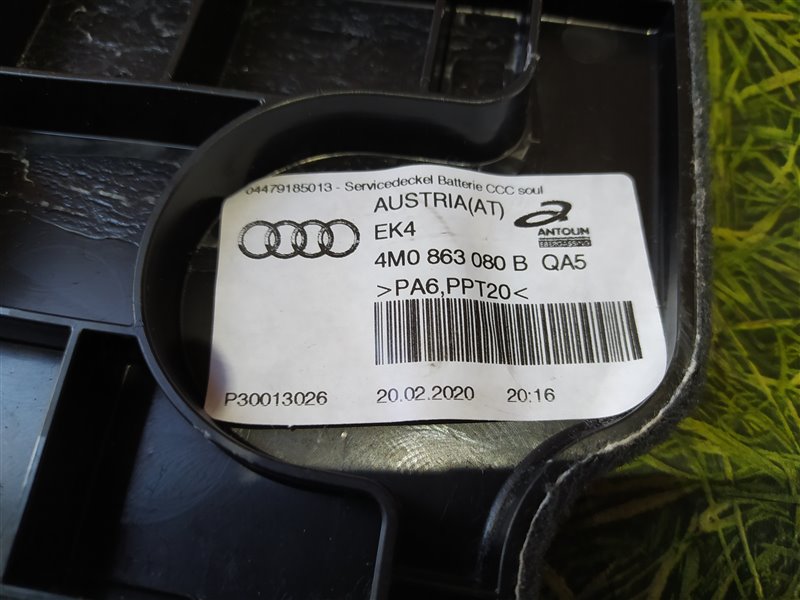 04479185013 - Servicedeckel Batterie CCC soul
AUSTRIA(AT)
EK4
ANTOLIN
4M0 863 080 B QA5
>PA6,PPT20<
P30013026 20.02.2020 20:16